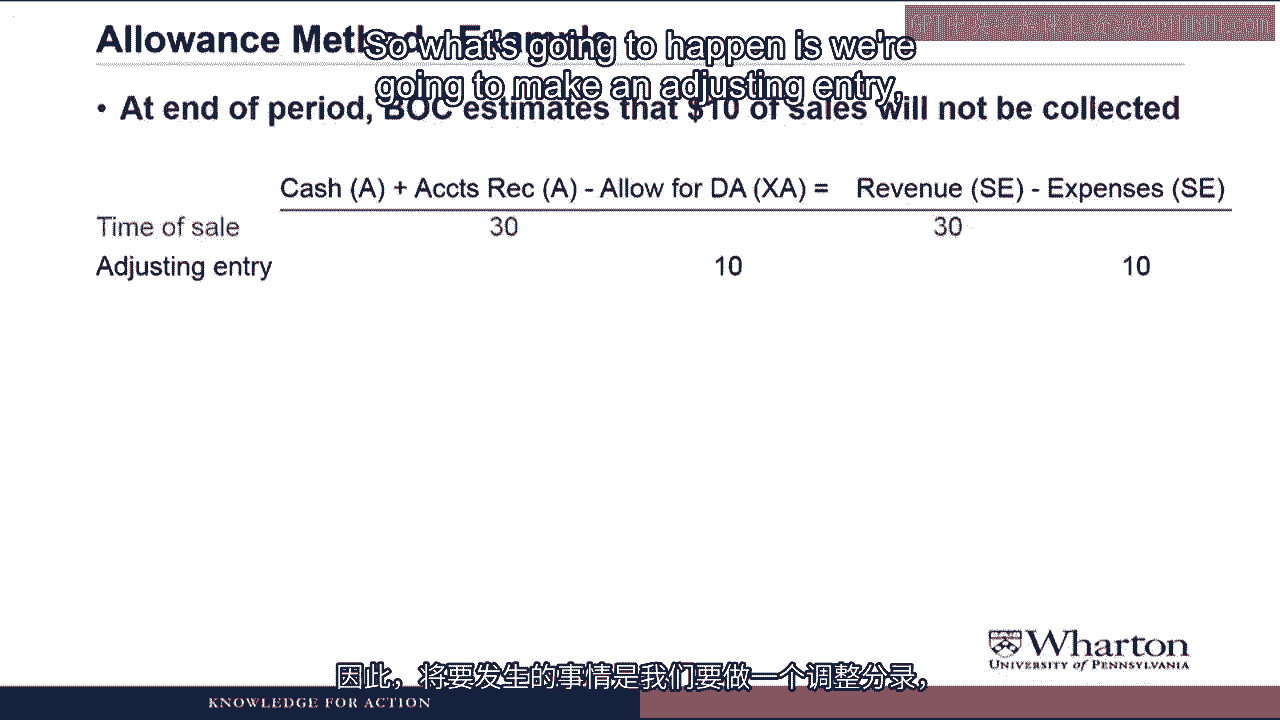 Allowance Method - Example
So what's going to happen is we're
going to make an adjusting entry,
• At end of period, BOC estimates that $10 of sales will not be collected
Cash (A) + Accts Rec (A) - Allow for DA (XA) = Revenue (SE) - Expenses (SE)
Time of sale 30 30
Adjusting entry 10 10
Wharton
UNIVERSITY of PENNSYLVANIA
因此，将要发生的事情是我们要做一个调整分录，
KNOWLEDGE FOR ACTION